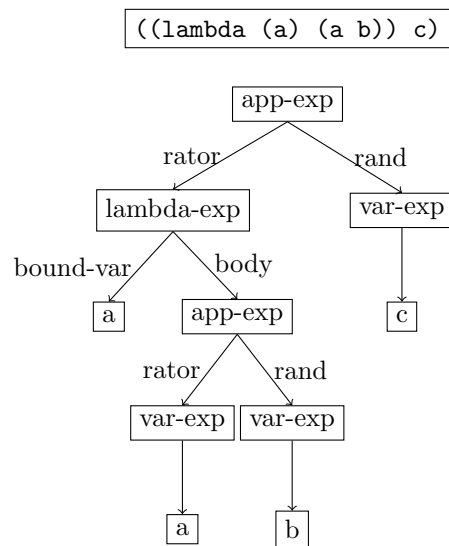 ((lambda (a) (a b)) c)
app-exp
rator rand
lambda-exp var-exp
bound-var body
a app-exp c
rator rand
var-exp var-exp
a b